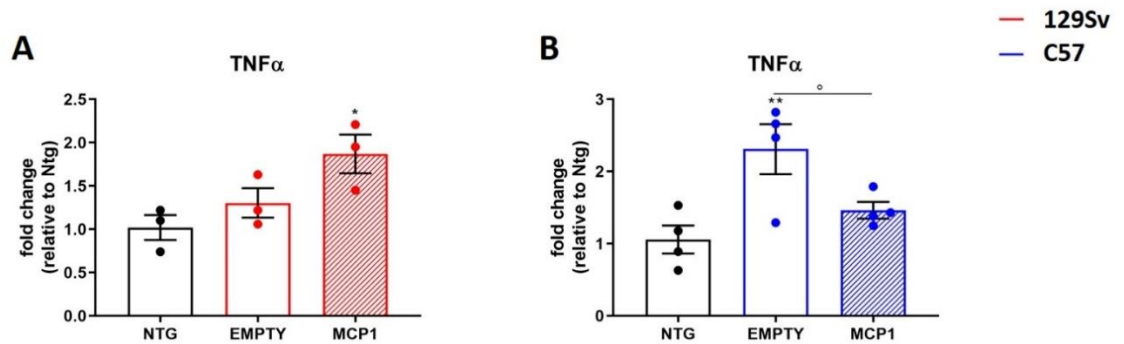 129Sv
C57
A
TNFα
fold change
(relative to Ntg)
2.5
2.0
1.5
1.0
0.5
0.0
*
NTG EMPTY MCP1
B
TNFα
fold change
(relative to Ntg)
3
2
1
0
**
°
NTG EMPTY MCP1